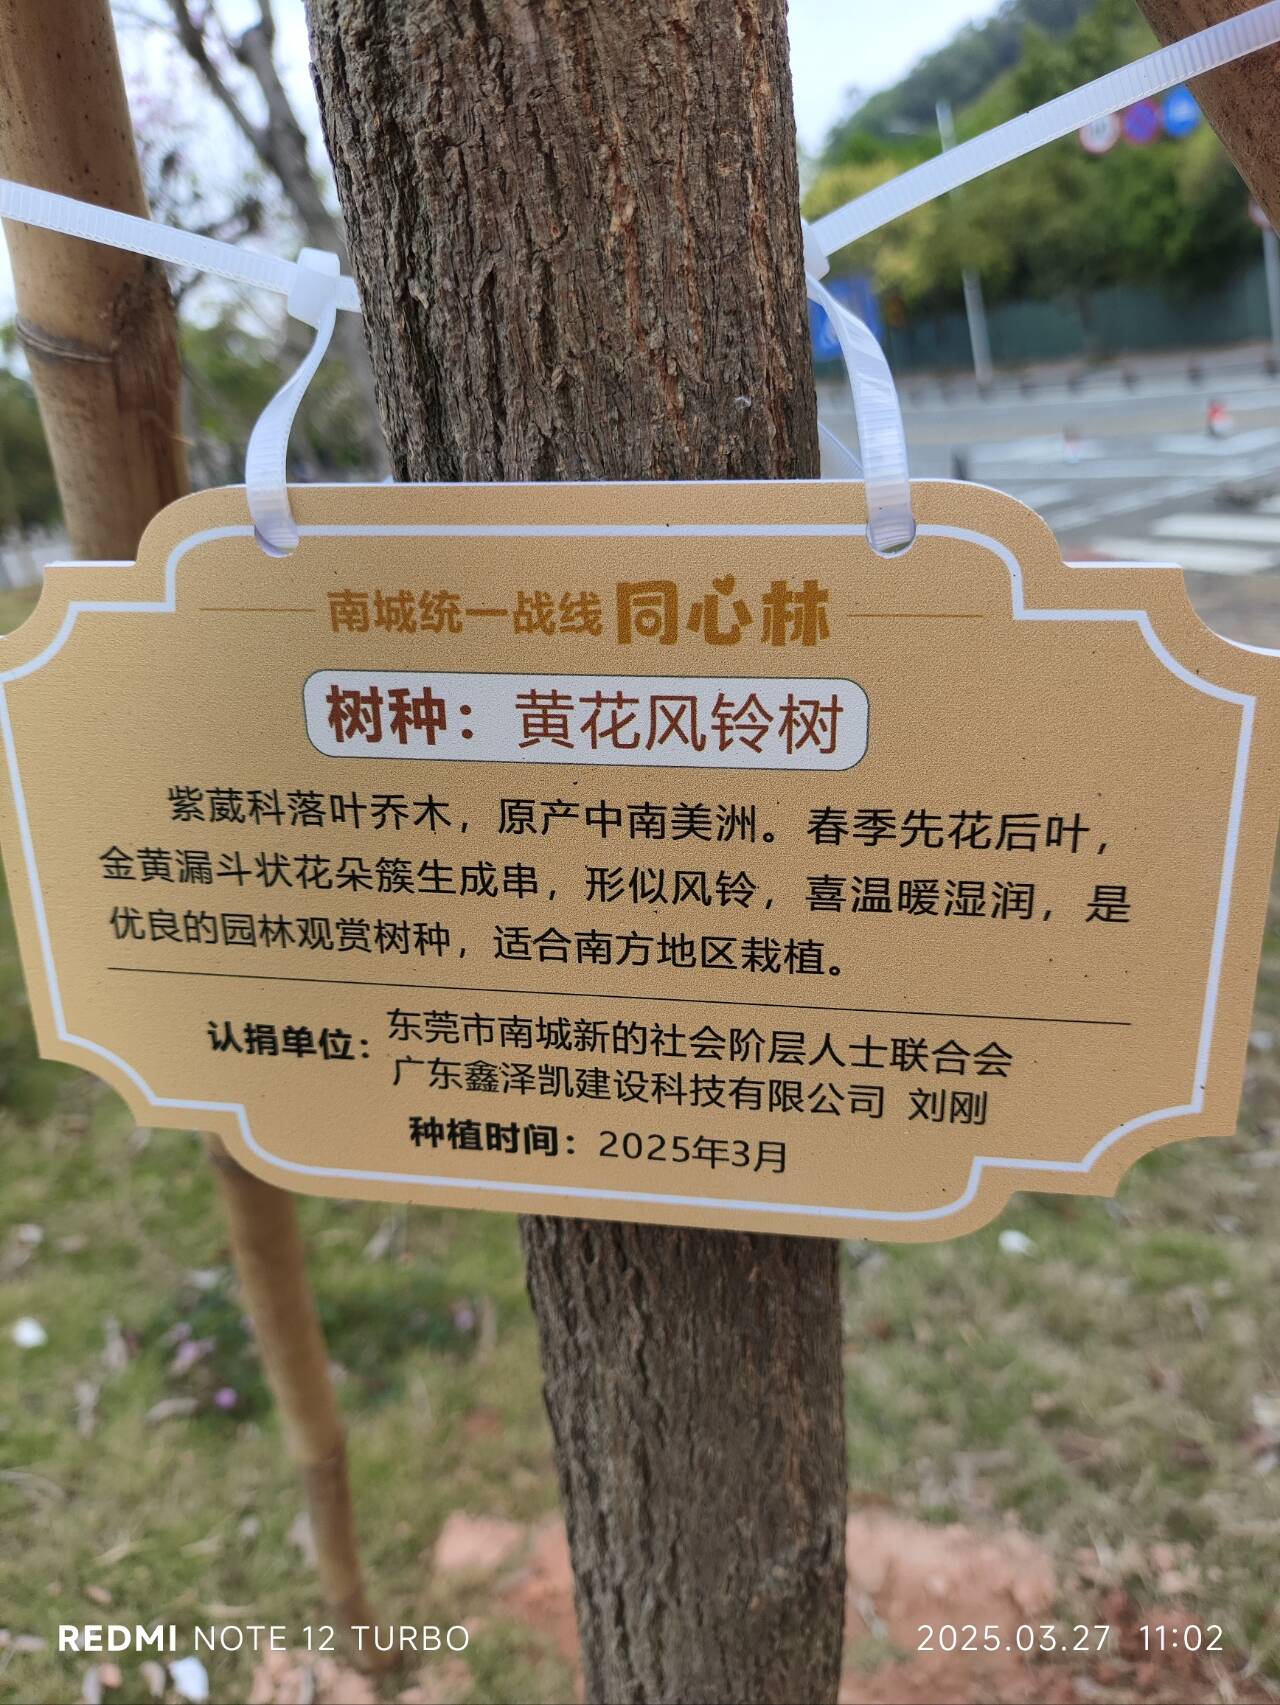 南城统一战线 同心林
树种：黄花风铃树
紫葳科落叶乔木，原产中南美洲。春季先花后叶，
金黄漏斗状花朵簇生成串，形似风铃，喜温暖湿润，是
优良的园林观赏树种，适合南方地区栽植。
认捐单位：东莞市南城新的社会阶层人士联合会
广东鑫泽凯建设科技有限公司 刘刚
种植时间：2025年3月
REDMI NOTE 12 TURBO
2025.03.27 11:02